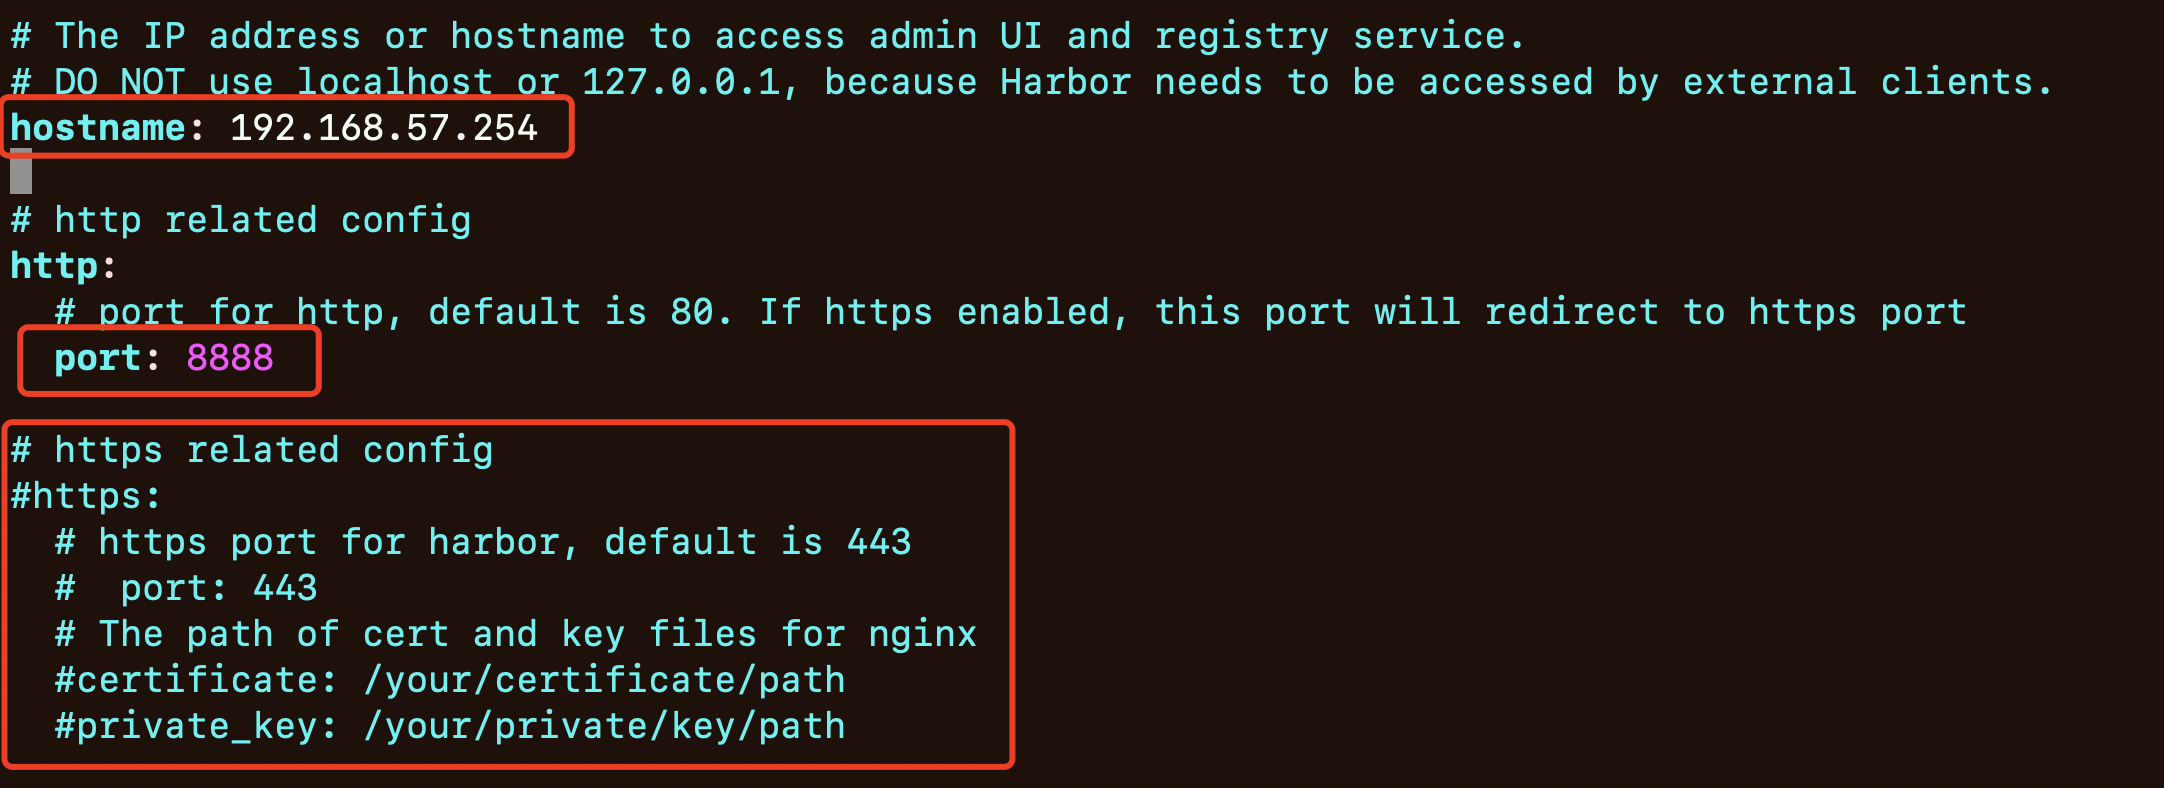 # The IP address or hostname to access admin UI and registry service.
# DO NOT use localhost or 127.0.0.1, because Harbor needs to be accessed by external clients.
hostname: 192.168.57.254
# http related config
http:
  # port for http, default is 80. If https enabled, this port will redirect to https port
  port: 8888
# https related config
#https:
  # https port for harbor, default is 443
  #  port: 443
  # The path of cert and key files for nginx
  #certificate: /your/certificate/path
  #private_key: /your/private/key/path